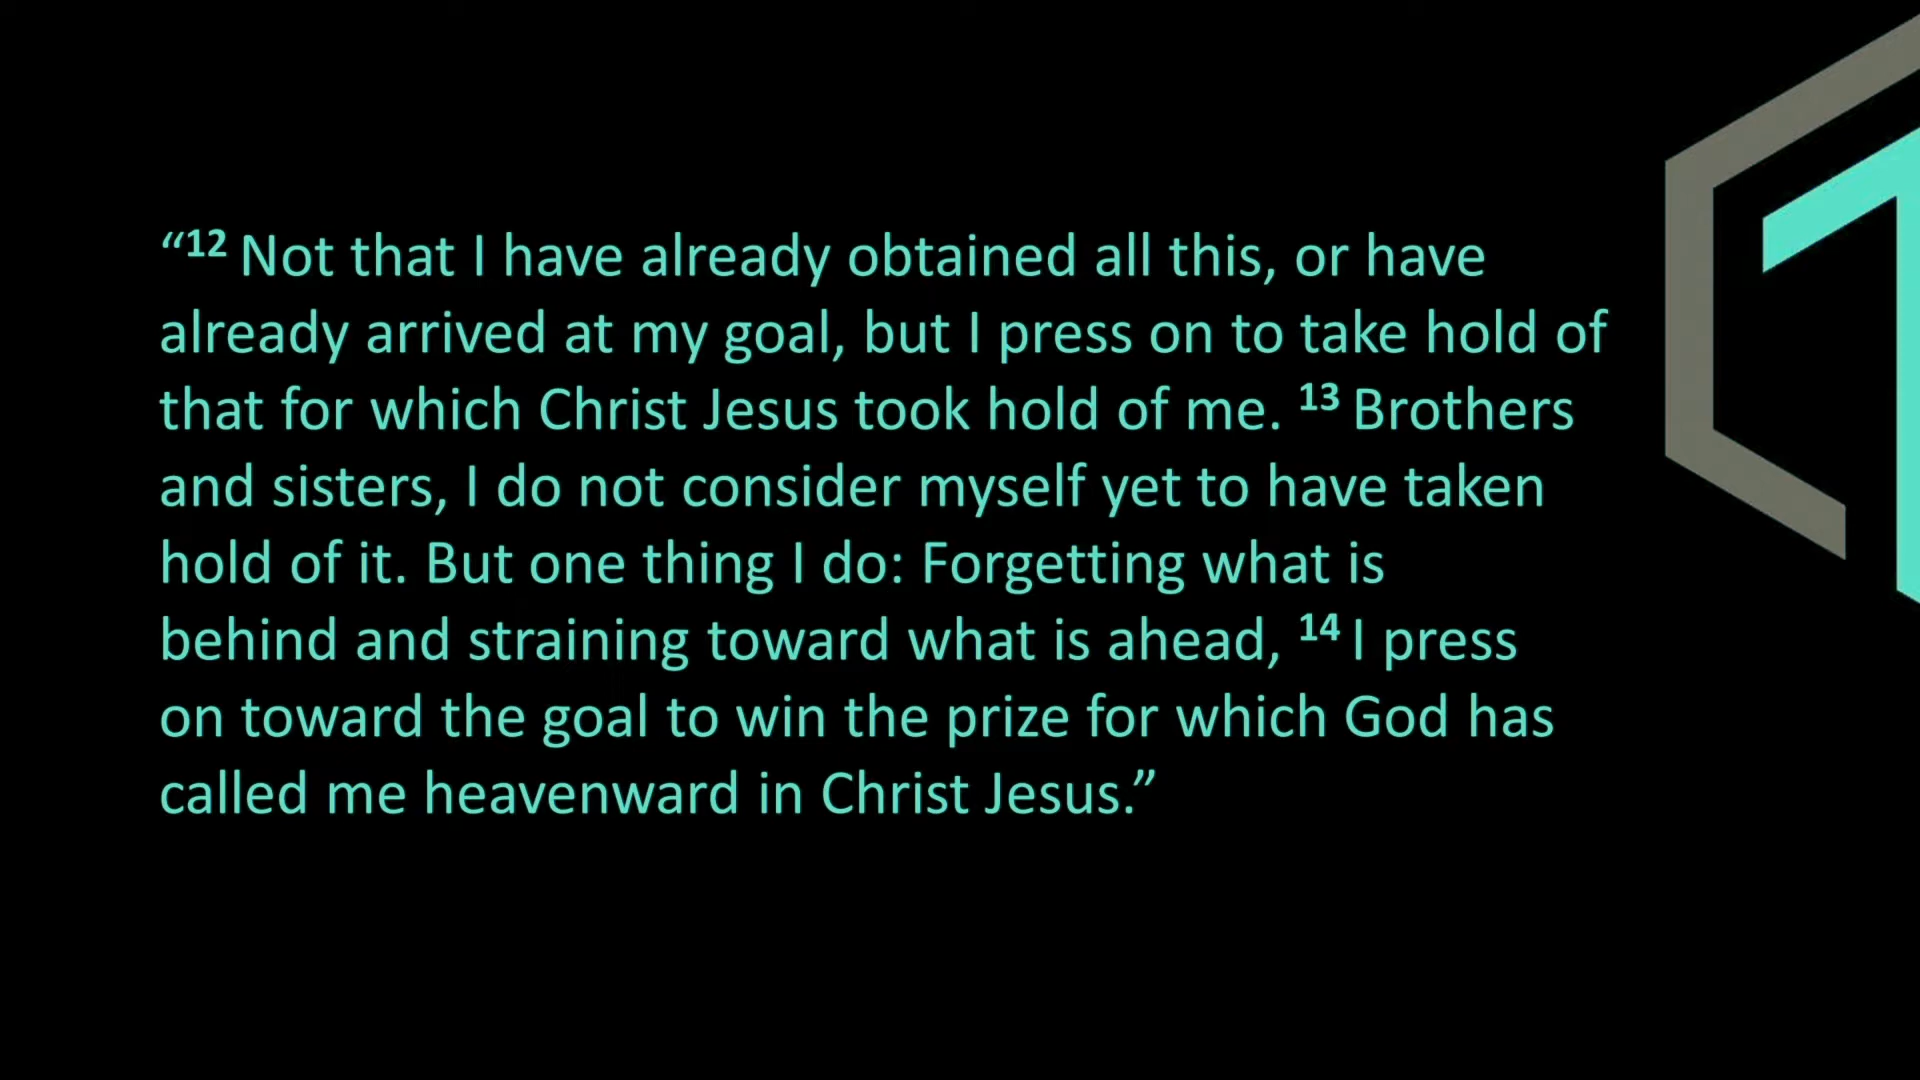 “12 Not that I have already obtained all this, or have
already arrived at my goal, but I press on to take hold of
that for which Christ Jesus took hold of me. 13 Brothers
and sisters, I do not consider myself yet to have taken
hold of it. But one thing I do: Forgetting what is
behind and straining toward what is ahead, 14 I press
on toward the goal to win the prize for which God has
called me heavenward in Christ Jesus.”